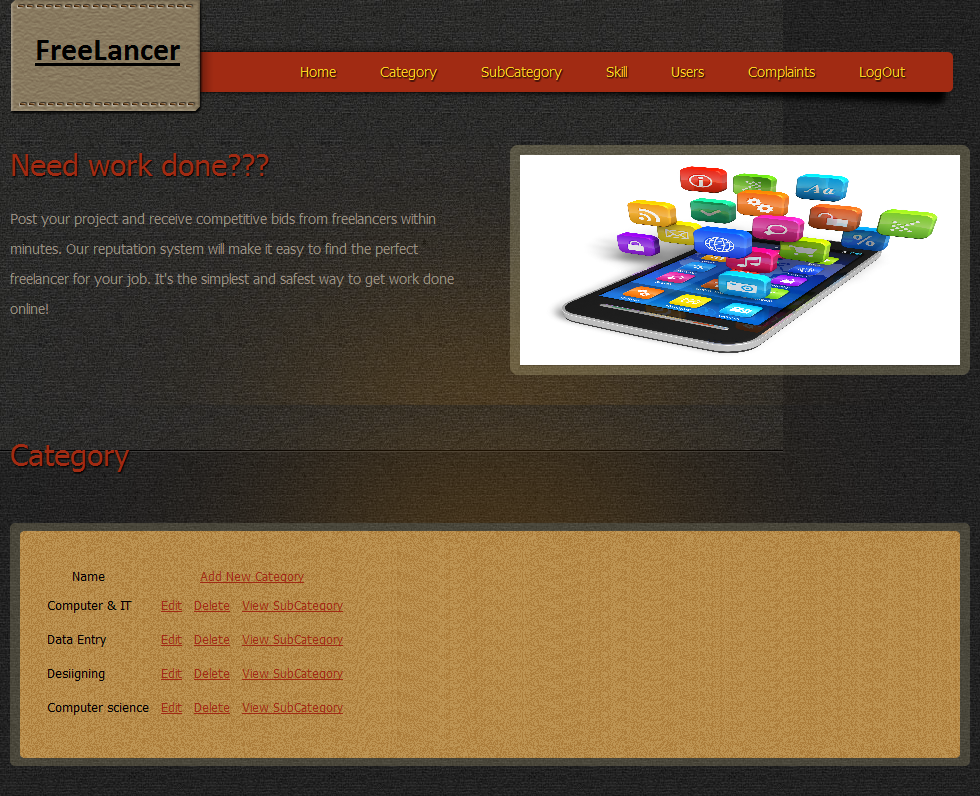 FreeLancer
Home Category SubCategory Skill Users Complaints LogOut
Need work done???
Post your project and receive competitive bids from freelancers within
minutes. Our reputation system will make it easy to find the perfect
freelancer for your job. It's the simplest and safest way to get work done
online!
Aa
%
Category
Name Add New Category
Computer & IT Edit Delete View SubCategory
Data Entry Edit Delete View SubCategory
Desiigning Edit Delete View SubCategory
Computer science Edit Delete View SubCategory